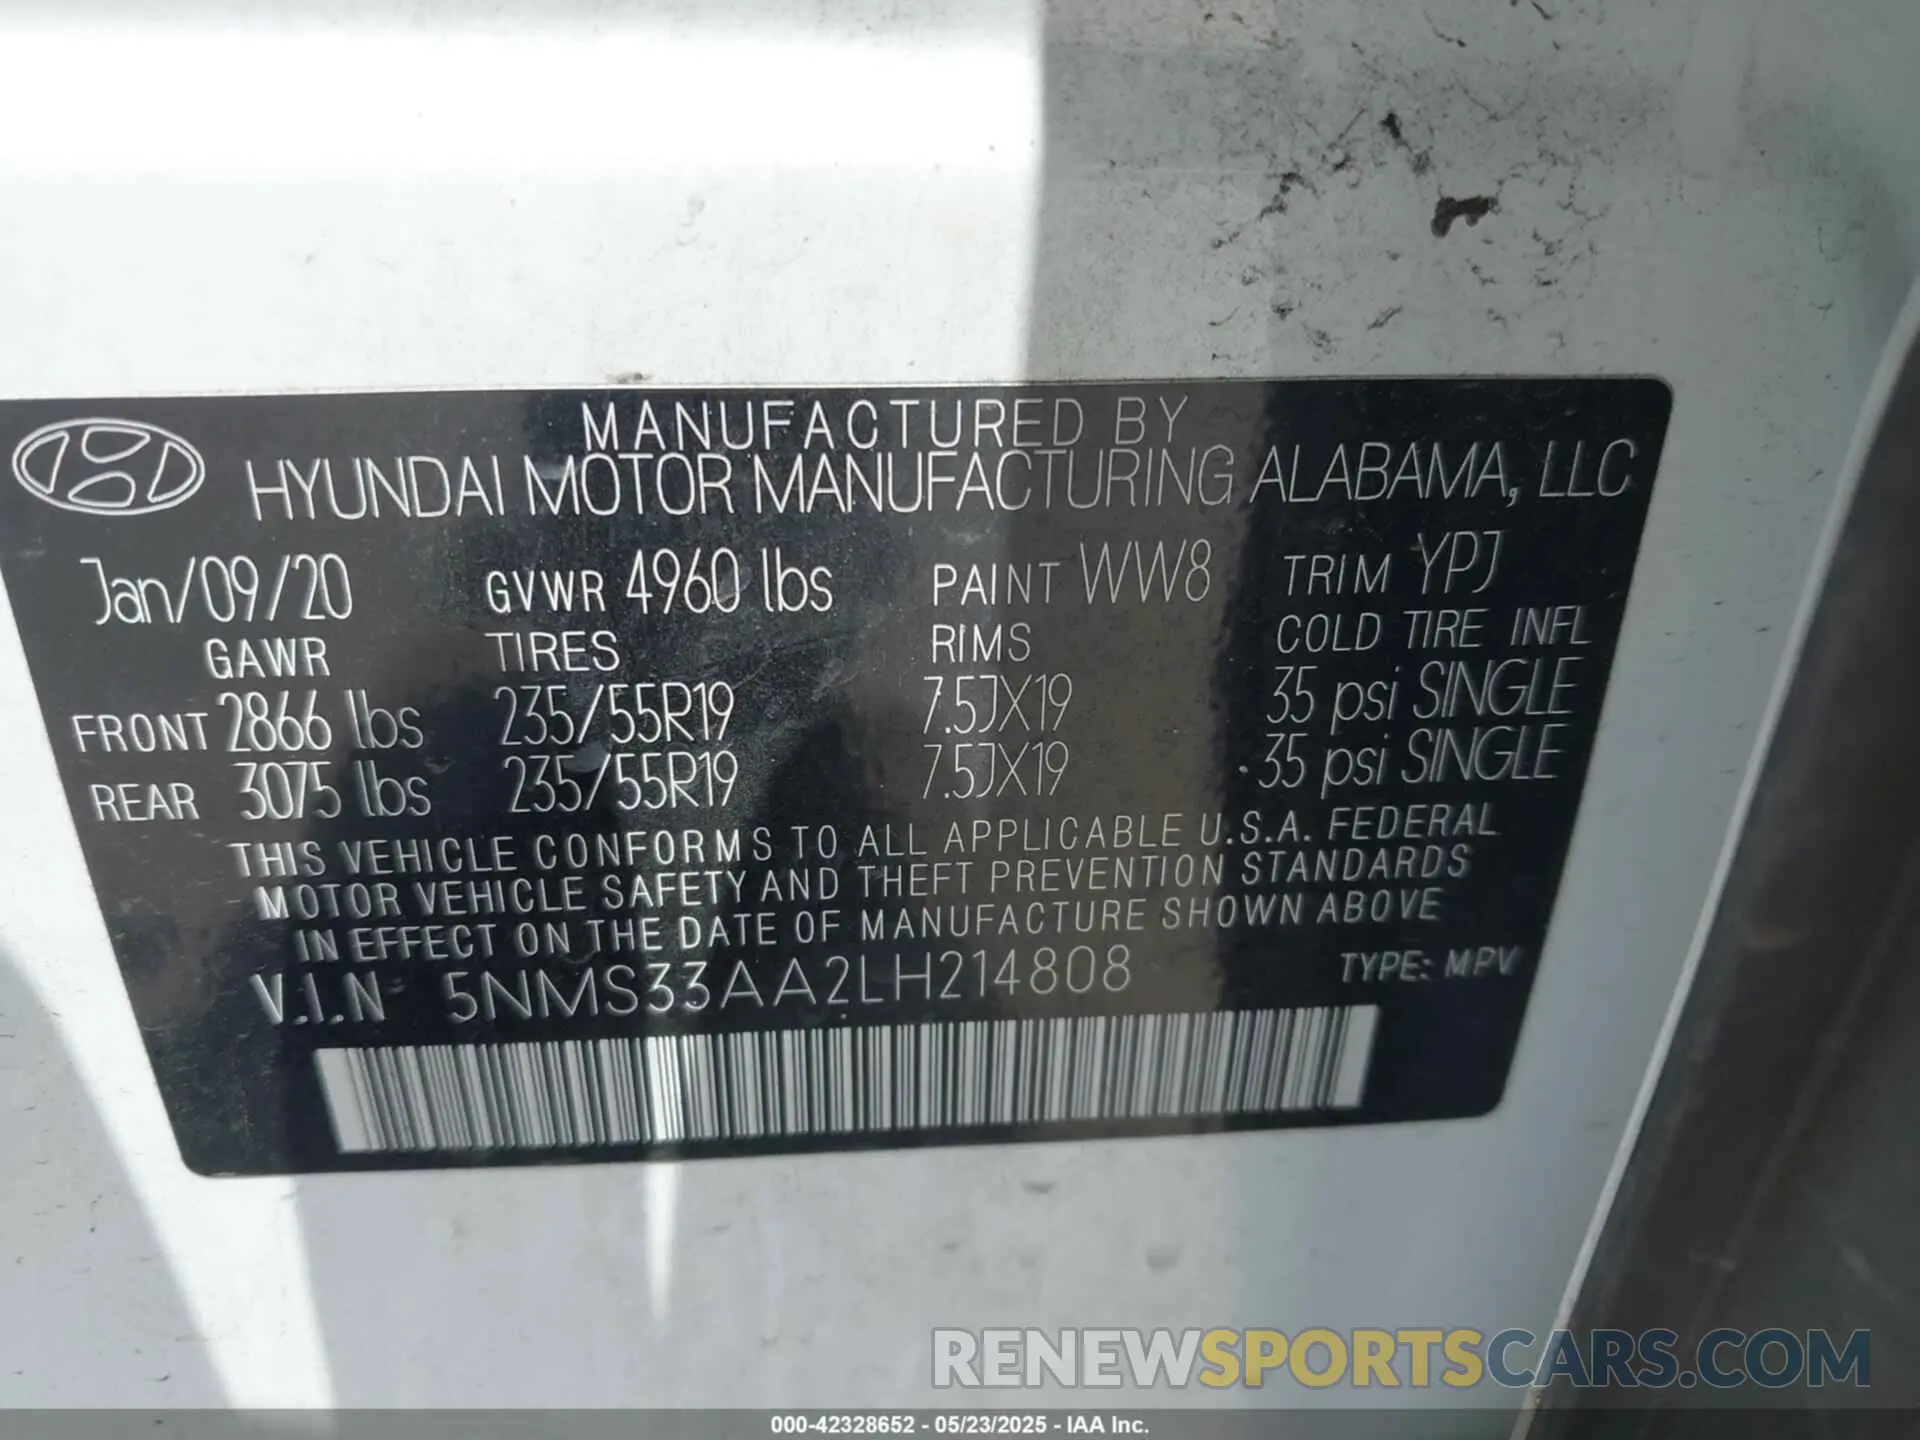 MANUFACTURED BY
HYUNDAI MOTOR MANUFACTURING ALABAMA, LLC
Jan/09/20 GVWR 4960 lbs PAINT WW8 TRIM YPJ
GAWR TIRES RIMS COLD TIRE INFL
FRONT 2866 lbs 235/55R19 7.5JX19 35 psi SINGLE
REAR 3075 lbs 235/55R19 7.5JX19 35 psi SINGLE
THIS VEHICLE CONFORMS TO ALL APPLICABLE U.S.A. FEDERAL
MOTOR VEHICLE SAFETY AND THEFT PREVENTION STANDARDS
IN EFFECT ON THE DATE OF MANUFACTURE SHOWN ABOVE
V.I.N 5NMS33AA2LH214808 TYPE: MPV
RENEWSPORTSCARS.COM
000-42328652 - 05/23/2025 - IAA Inc.